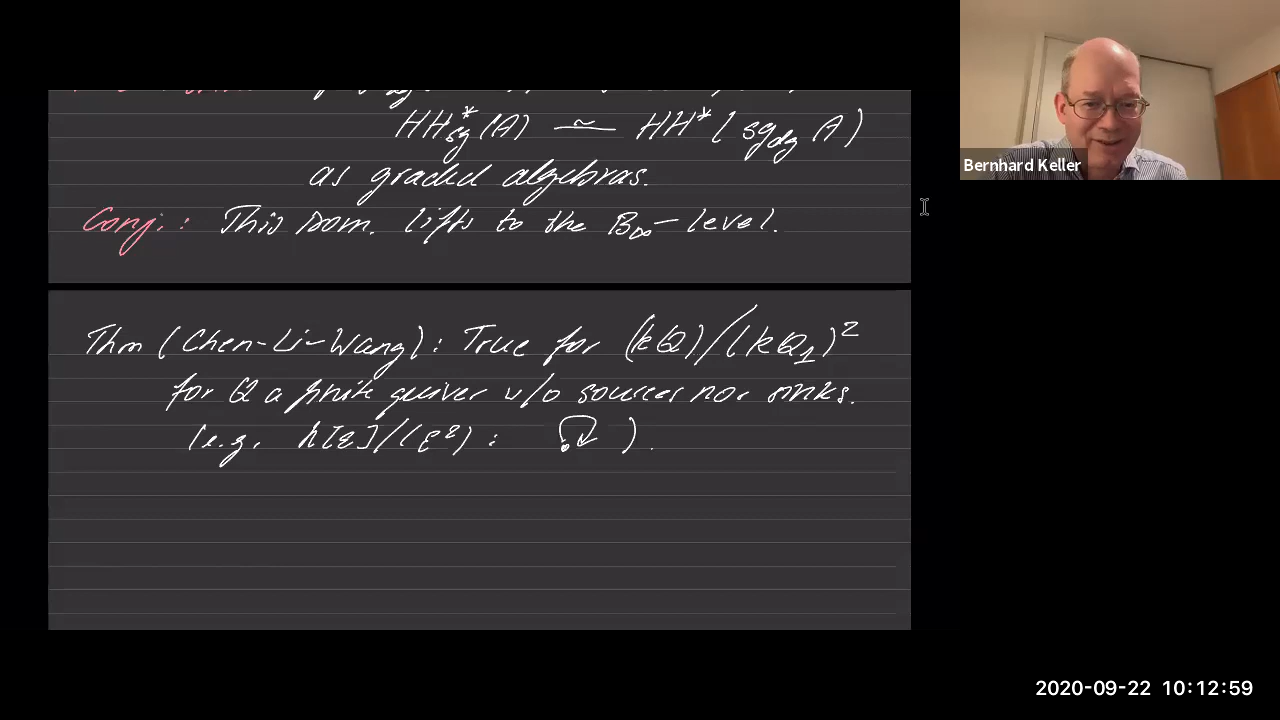 HH*sg(A) ≅ HH*(sgdg A)
as graded algebras.
Conj.: This isom. lifts to the B∞-level.
Thm (Chen-Li-Wang): True for (kQ)/(kQ₁)²
for Q a finite quiver w/o sources nor sinks.
(e.g. k[ε]/(ε²) : ).
Bernhard Keller
2020-09-22 10:12:59